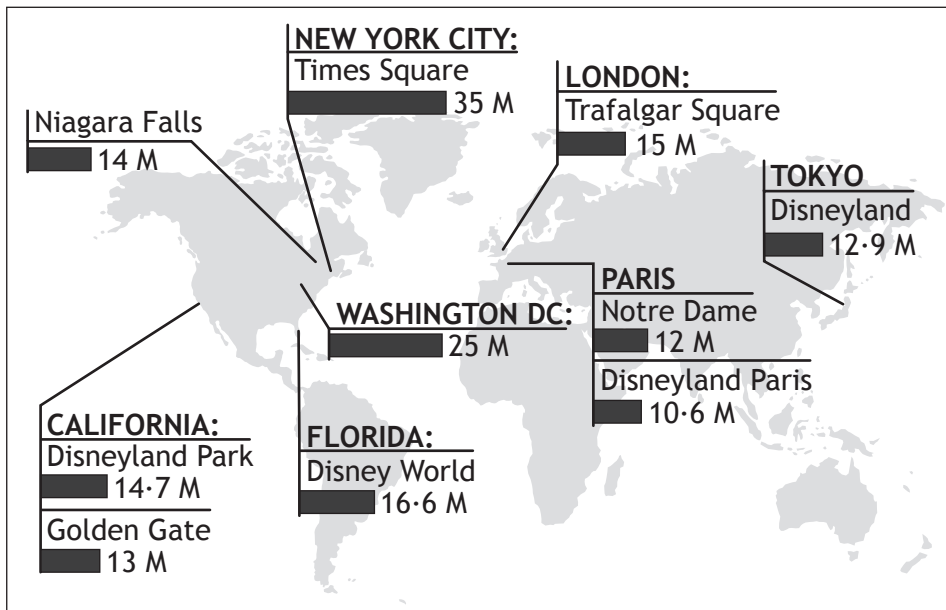 NEW YORK CITY:
Times Square
35 M
Niagara Falls
14 M
LONDON:
Trafalgar Square
15 M
TOKYO
Disneyland
12·9 M
WASHINGTON DC:
25 M
PARIS
Notre Dame
12 M
Disneyland Paris
10·6 M
CALIFORNIA:
Disneyland Park
14·7 M
Golden Gate
13 M
FLORIDA:
Disney World
16·6 M